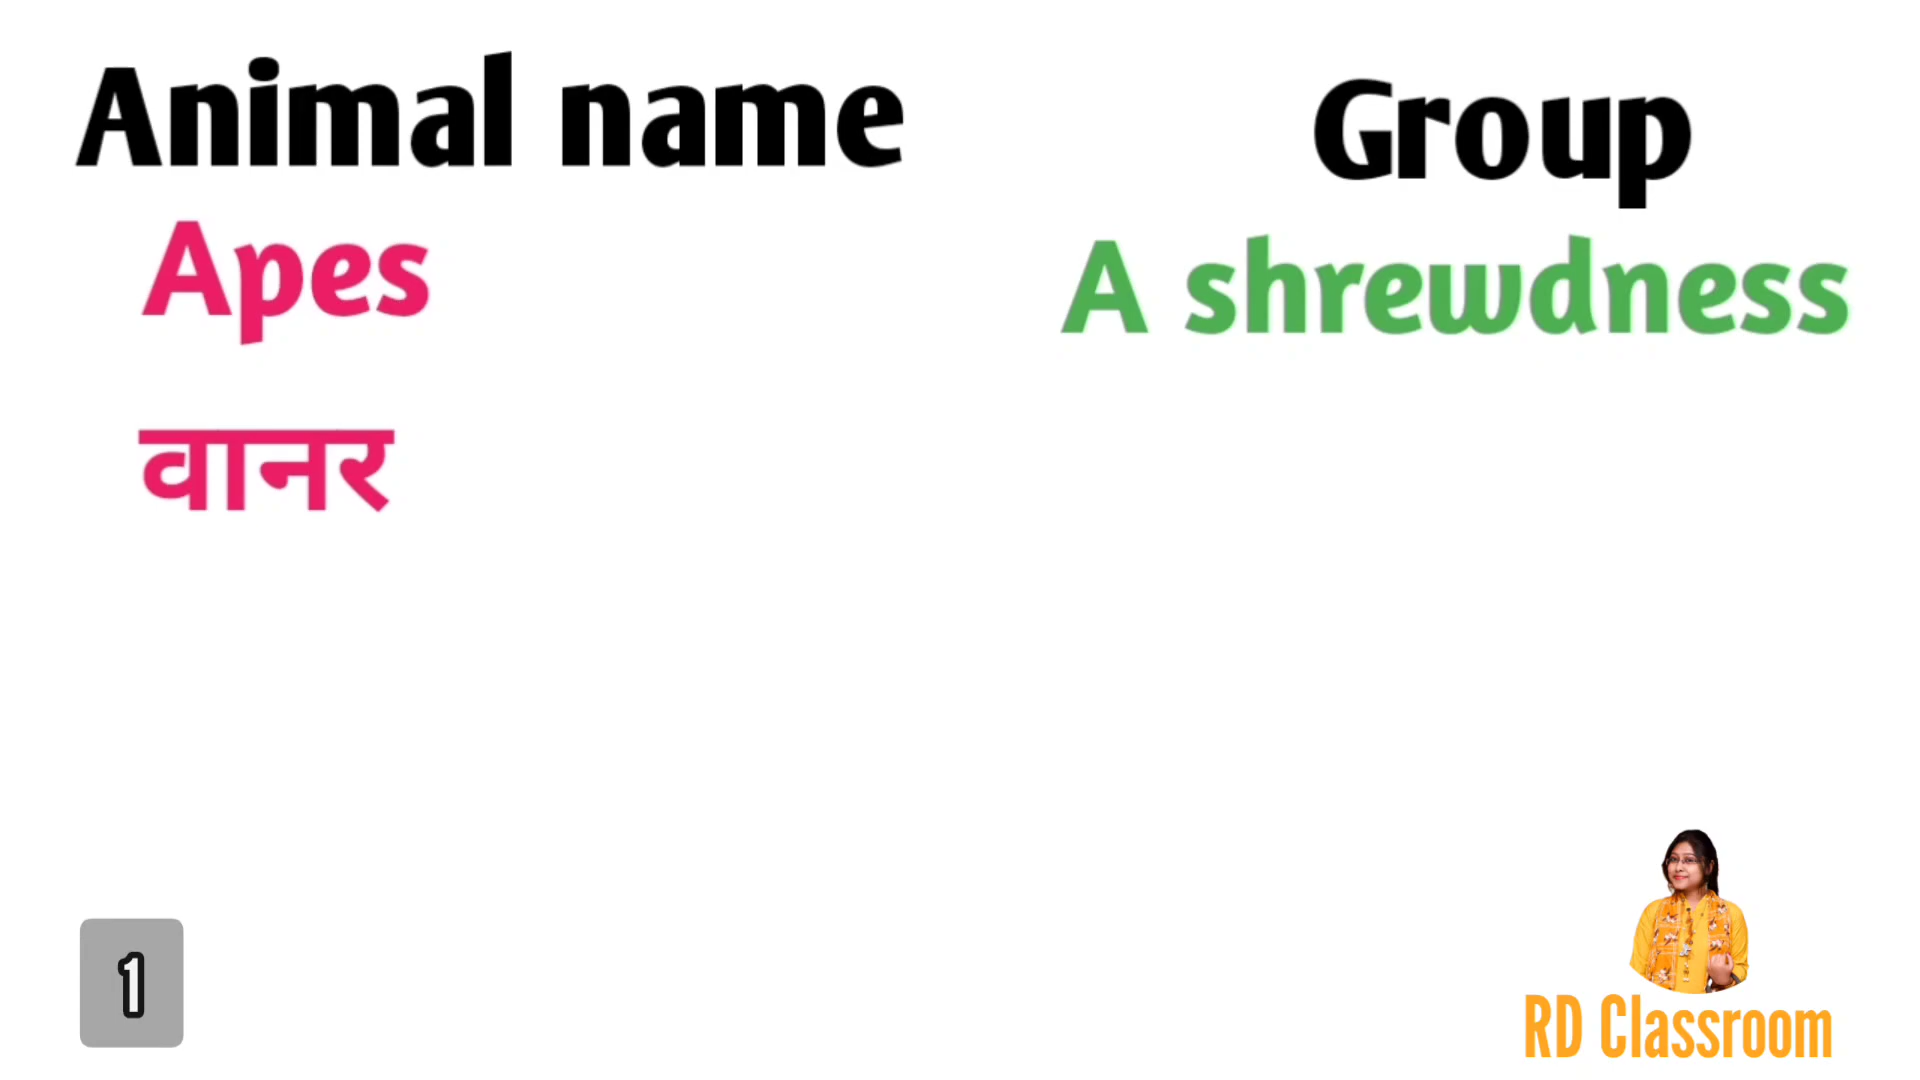 Animal name
Group
Apes
A shrewdness
वानर
1
RD Classroom